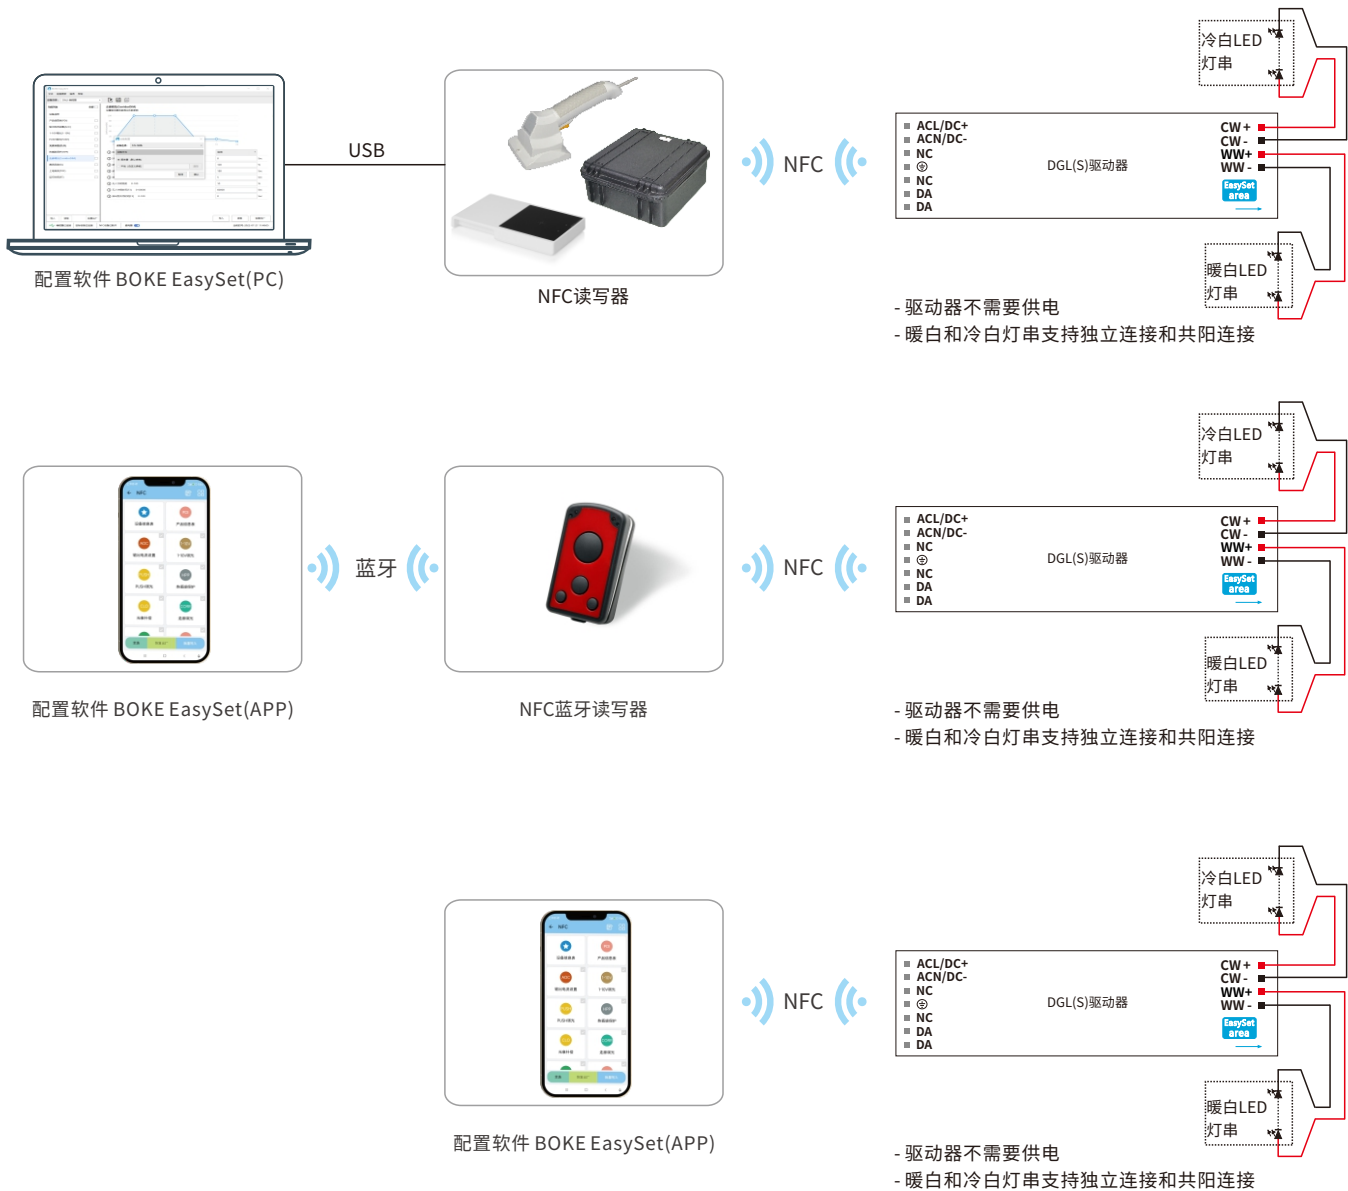 冷白LED
灯串
USB
NFC
ACL/DC+
ACN/DC-
NC
NC
DA
DA
DGL(S)驱动器
CW+
CW-
WW+
WW-
EasySet
area
暖白LED
灯串
配置软件 BOKE EasySet(PC)
NFC读写器
- 驱动器不需要供电
- 暖白和冷白灯串支持独立连接和共阳连接
冷白LED
灯串
NFC
蓝牙
NFC
ACL/DC+
ACN/DC-
NC
NC
DA
DA
DGL(S)驱动器
CW+
CW-
WW+
WW-
EasySet
area
暖白LED
灯串
配置软件 BOKE EasySet(APP)
NFC蓝牙读写器
- 驱动器不需要供电
- 暖白和冷白灯串支持独立连接和共阳连接
冷白LED
灯串
NFC
NFC
ACL/DC+
ACN/DC-
NC
NC
DA
DA
DGL(S)驱动器
CW+
CW-
WW+
WW-
EasySet
area
暖白LED
灯串
配置软件 BOKE EasySet(APP)
- 驱动器不需要供电
- 暖白和冷白灯串支持独立连接和共阳连接